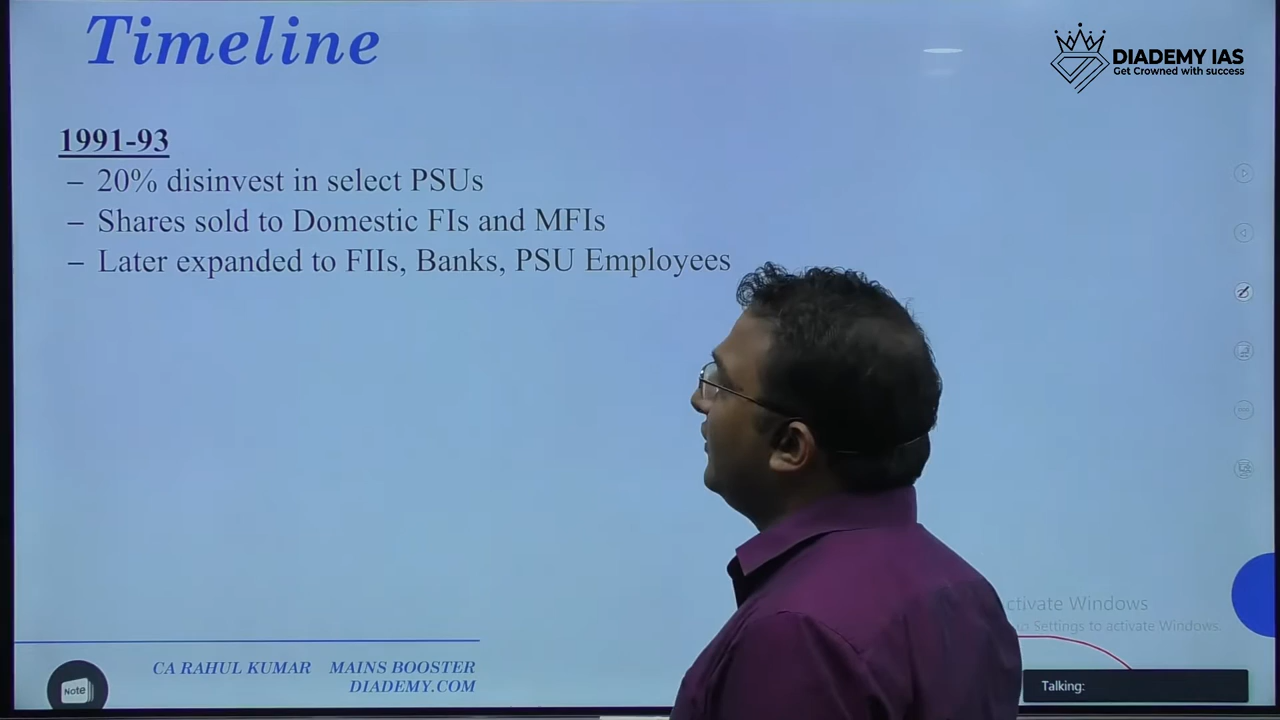 Timeline
DIADEMY IAS
Get Crowned with success
1991-93
– 20% disinvest in select PSUs
– Shares sold to Domestic FIs and MFIs
– Later expanded to FIIs, Banks, PSU Employees
ctivate Windows
to Settings to activate Windows.
CA RAHUL KUMAR MAINS BOOSTER
DIADEMY.COM
Note
Talking: